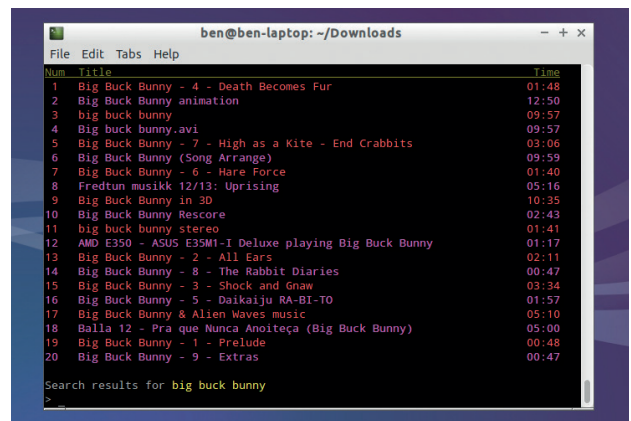 ben@ben-laptop: ~/Downloads
File Edit Tabs Help
Num Title Time
1 Big Buck Bunny - 4 - Death Becomes Fur 01:48
2 Big Buck Bunny animation 12:50
3 big buck bunny 09:57
4 Big buck bunny.avi 09:57
5 Big Buck Bunny - 7 - High as a Kite - End Crabbits 03:06
6 Big Buck Bunny (Song Arrange) 09:59
7 Big Buck Bunny - 6 - Hare Force 01:40
8 Fredtun musikk 12/13: Uprising 05:16
9 Big Buck Bunny in 3D 10:35
10 Big Buck Bunny Rescore 02:43
11 big buck bunny stereo 01:41
12 AMD E350 - ASUS E35M1-I Deluxe playing Big Buck Bunny 01:17
13 Big Buck Bunny - 2 - All Ears 02:11
14 Big Buck Bunny - 8 - The Rabbit Diaries 00:47
15 Big Buck Bunny - 3 - Shock and Gnaw 03:34
16 Big Buck Bunny - 5 - Daikaiju RA-BI-TO 01:57
17 Big Buck Bunny & Alien Waves music 05:10
18 Balla 12 - Pra que Nunca Anoiteça (Big Buck Bunny) 05:00
19 Big Buck Bunny - 1 - Prelude 00:48
20 Big Buck Bunny - 9 - Extras 00:47
Search results for big buck bunny
> _